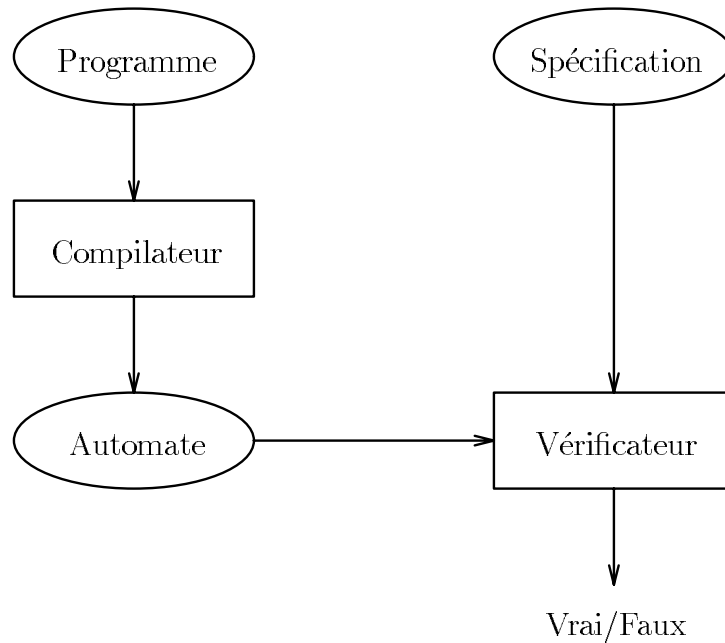 Programme
Spécification
Compilateur
Automate
Vérificateur
Vrai/Faux